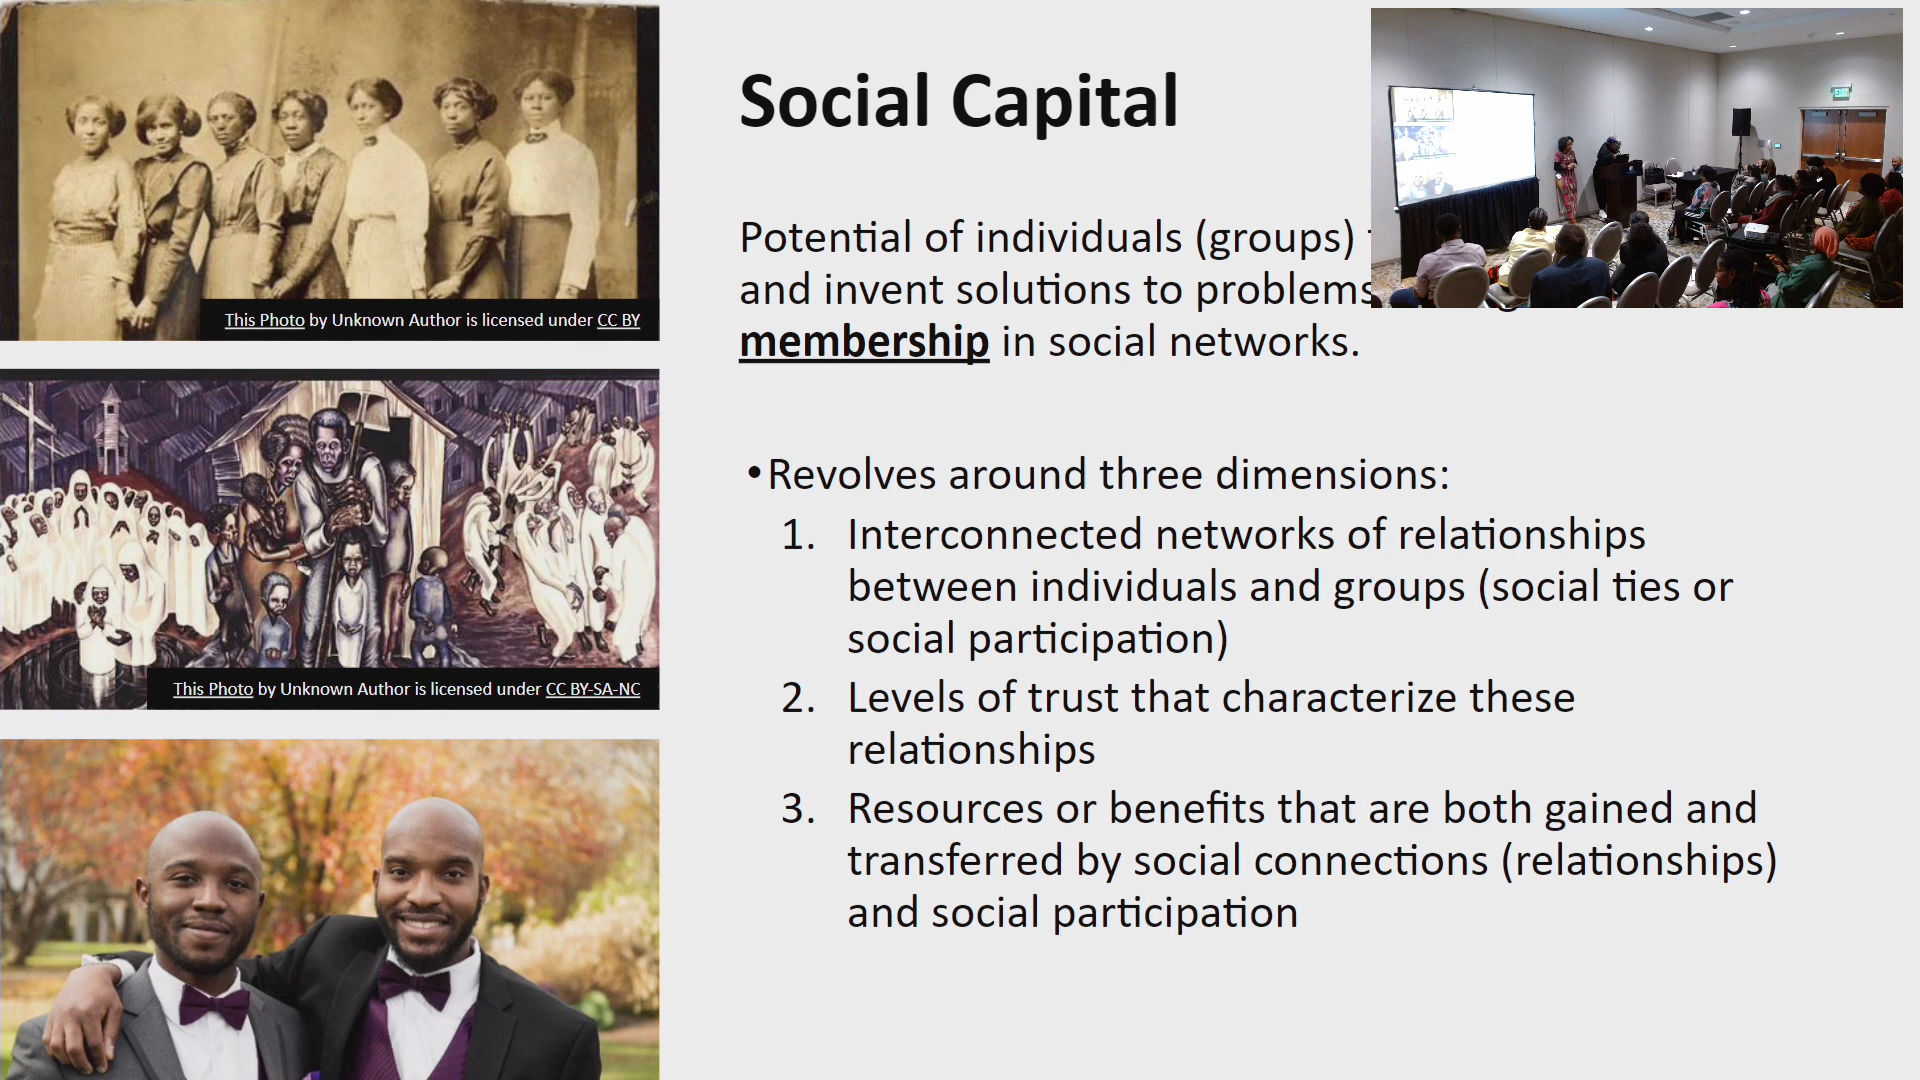 Social Capital
Potential of individuals (groups)
and invent solutions to problems
membership in social networks.
• Revolves around three dimensions:
1. Interconnected networks of relationships
between individuals and groups (social ties or
social participation)
2. Levels of trust that characterize these
relationships
3. Resources or benefits that are both gained and
transferred by social connections (relationships)
and social participation
This Photo by Unknown Author is licensed under CC BY
This Photo by Unknown Author is licensed under CC BY-SA-NC
EXIT